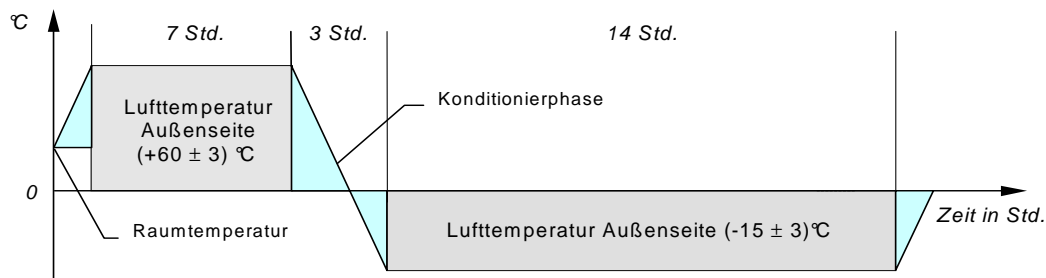 °C
7 Std.
3 Std.
14 Std.
Lufttemperatur
Außenseite
(+60 ± 3) °C
Konditionierphase
0
Zeit in Std.
Raumtemperatur
Lufttemperatur Außenseite (-15 ± 3)°C